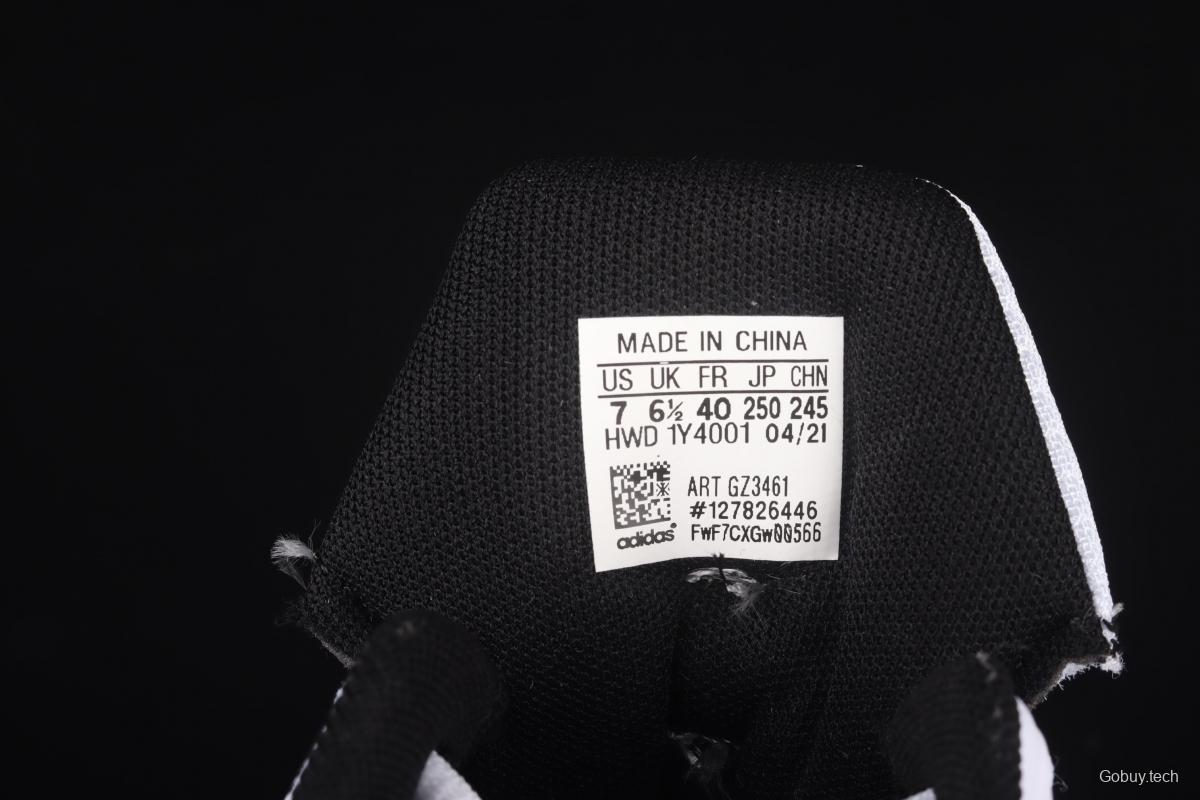 MADE IN CHINA
US UK FR JP CHN
7 6½ 40 250 245
HWD 1Y4001 04/21
ART GZ3461
#127826446
FWF7CXGW00566
adidas
Gobuy.tech